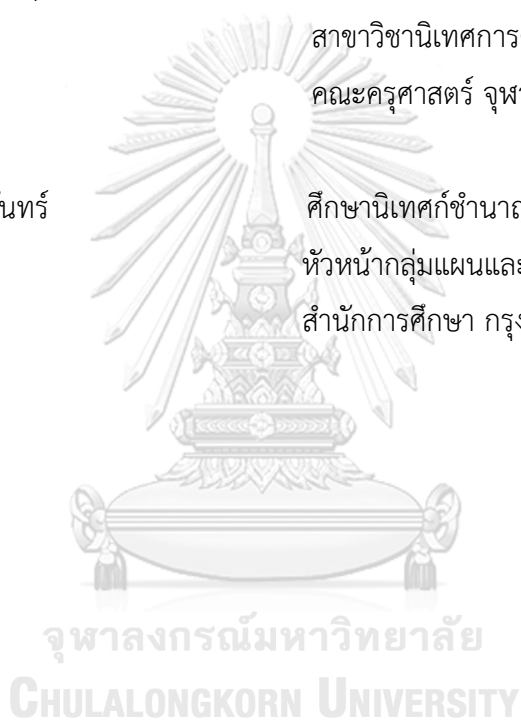 สาขาวิชานิเทศการ
คณะครุศาสตร์ จุฬา
นทร์ ศึกษานิเทศก์ชำนาญ
หัวหน้ากลุ่มแผนและ
สำนักการศึกษา กรุง
จุฬาลงกรณ์มหาวิทยาลัย
CHULALONGKORN UNIVERSITY